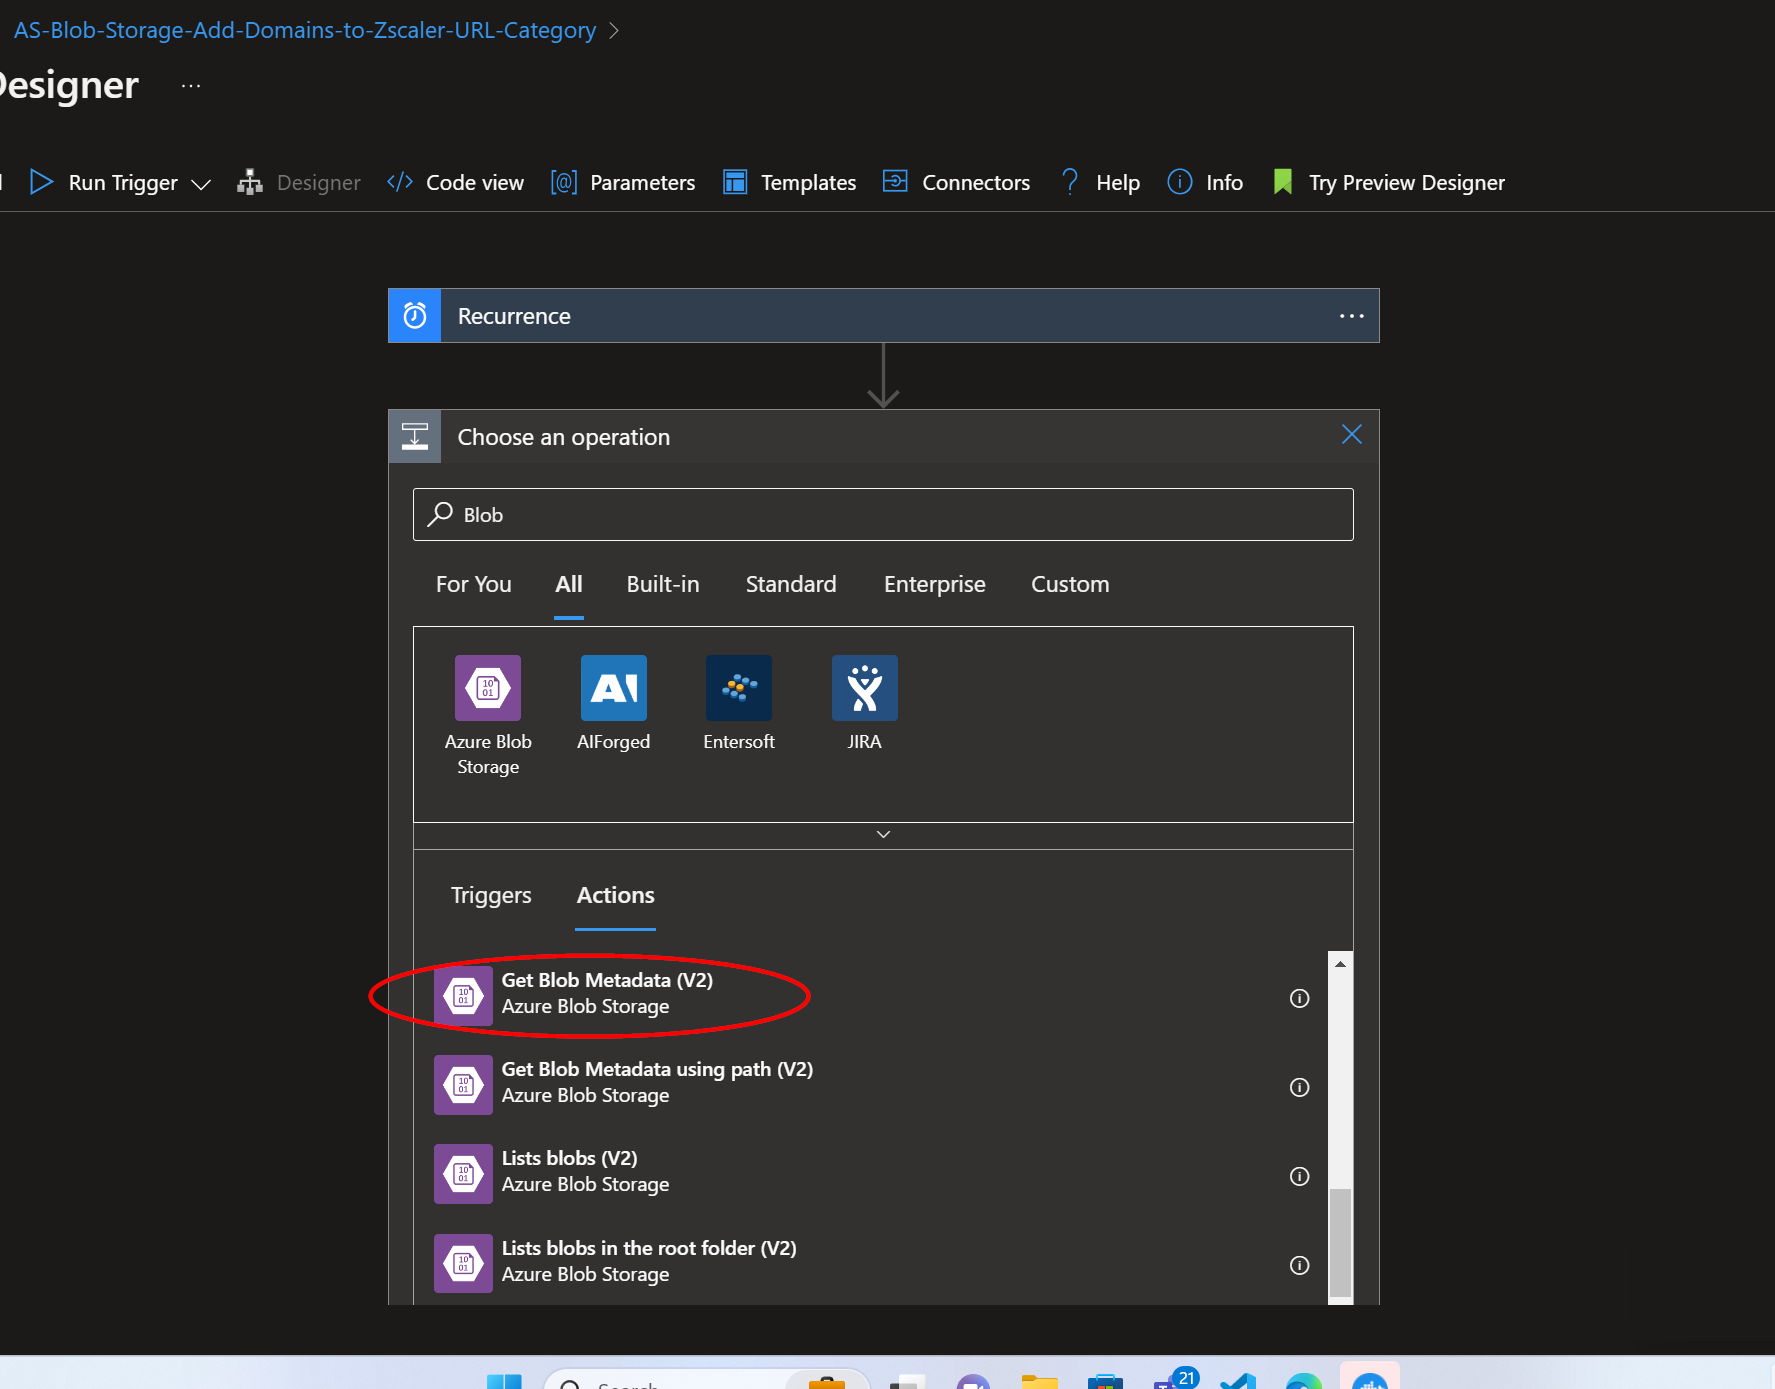 AS-Blob-Storage-Add-Domains-to-Zscaler-URL-Category
esigner ...
Run Trigger Designer </> Code view [@] Parameters Templates Connectors ? Help Info Try Preview Designer
Recurrence
Choose an operation
Blob
For You All Built-in Standard Enterprise Custom
Azure Blob Storage
AIForged
Entersoft
JIRA
Triggers Actions
Get Blob Metadata (V2)
Azure Blob Storage
Get Blob Metadata using path (V2)
Azure Blob Storage
Lists blobs (V2)
Azure Blob Storage
Lists blobs in the root folder (V2)
Azure Blob Storage
Search 21